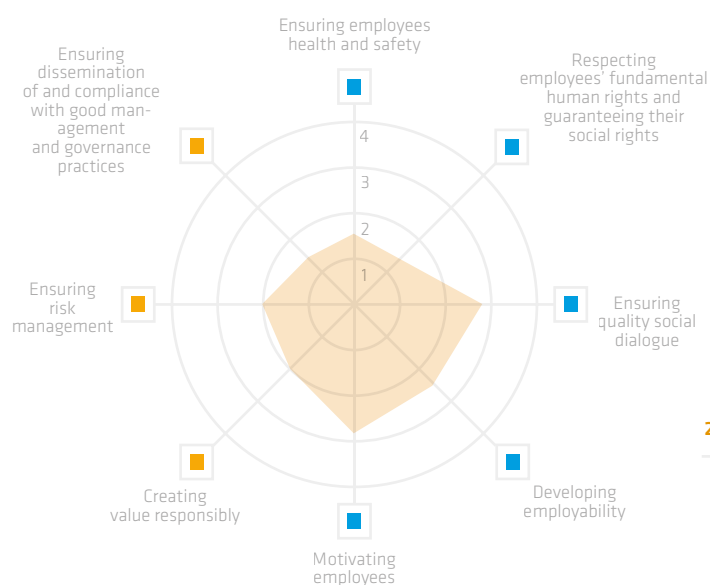 Ensuring employees
health and safety
Ensuring
dissemination
of and compliance
with good man-
agement
and governance
practices
Respecting
employees' fundamental
human rights and
guaranteeing their
social rights
4
3
2
1
Ensuring
risk
management
Ensuring
quality social
dialogue
Creating
value responsibly
Developing
employability
Motivating
employees